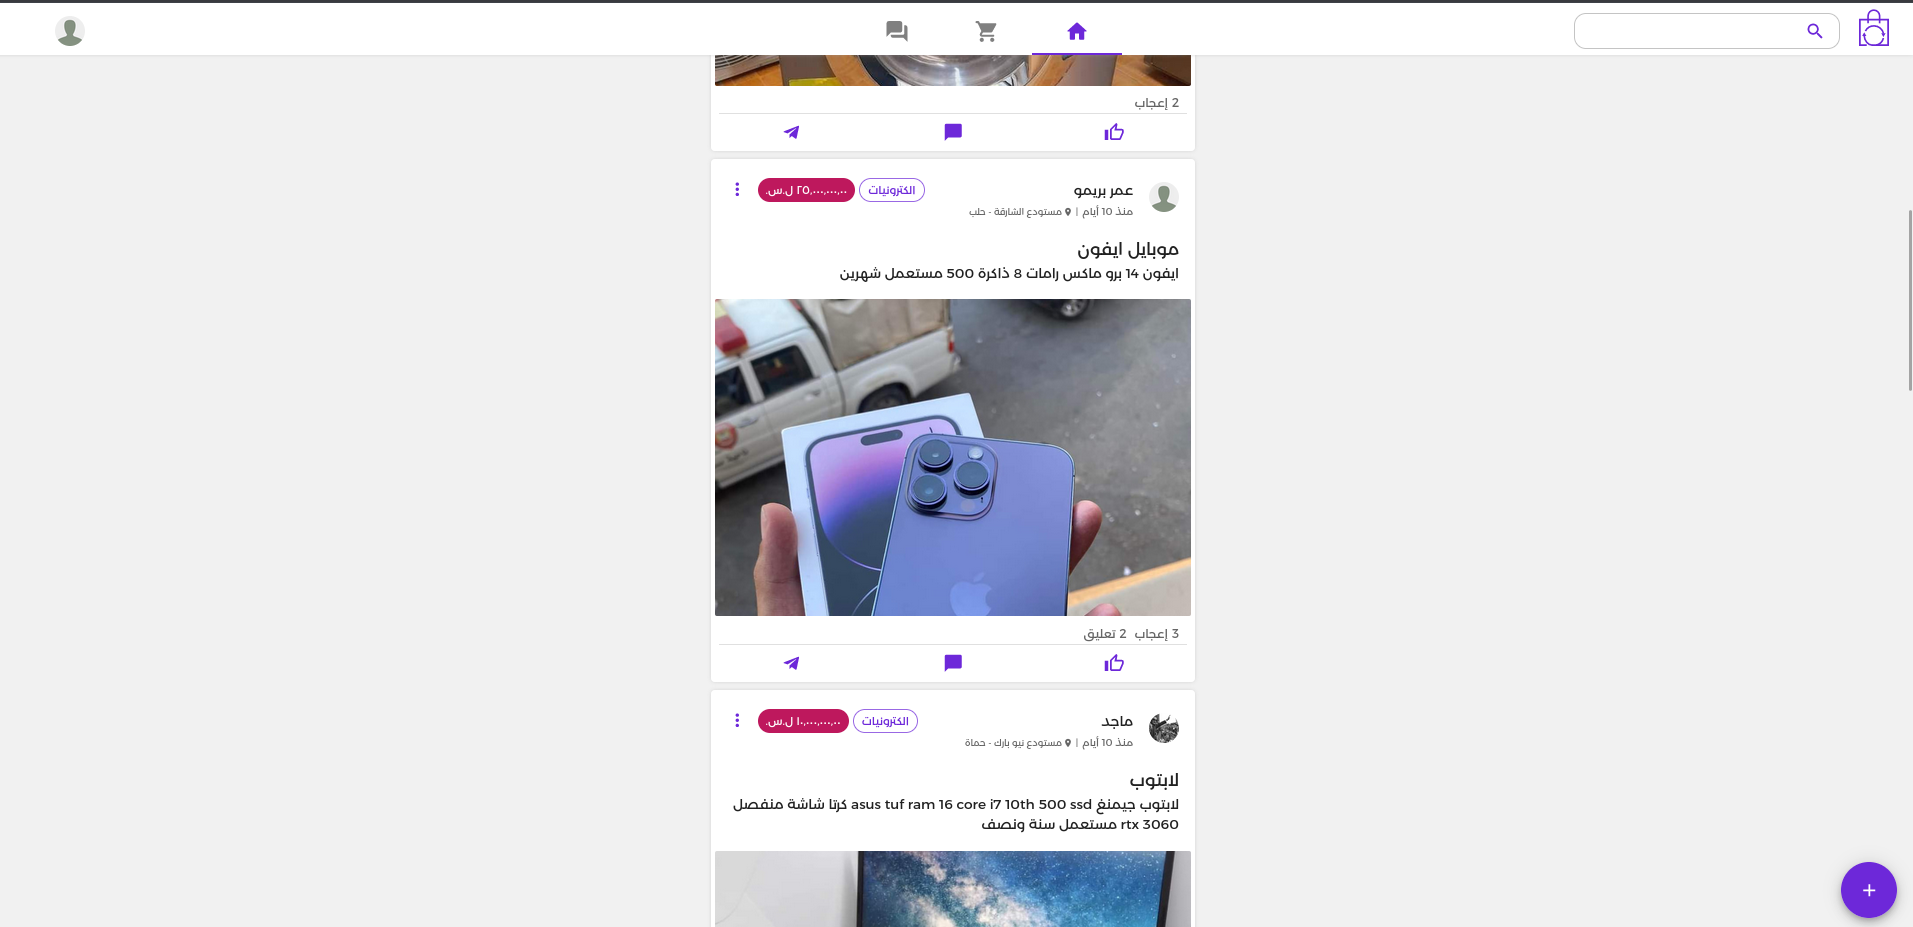 2 إعجاب
عمر بريمو
الكترونيات
٢٥,٠٠٠,٠٠٠,٠٠ ل.س.
منذ 10 أيام | مستودع الشارقة - حلب
موبايل ايفون
ايفون 14 برو ماكس رامات 8 ذاكرة 500 مستعمل شهرين
3 إعجاب 2 تعليق
ماجد
الكترونيات
١٠,٠٠٠,٠٠٠,٠٠ ل.س.
منذ 10 أيام | مستودع نيو بارك - حماة
لابتوب
لابتوب جيمنغ asus tuf ram 16 core i7 10th 500 ssd كرتا شاشة منفصل
rtx 3060 مستعمل سنة ونصف